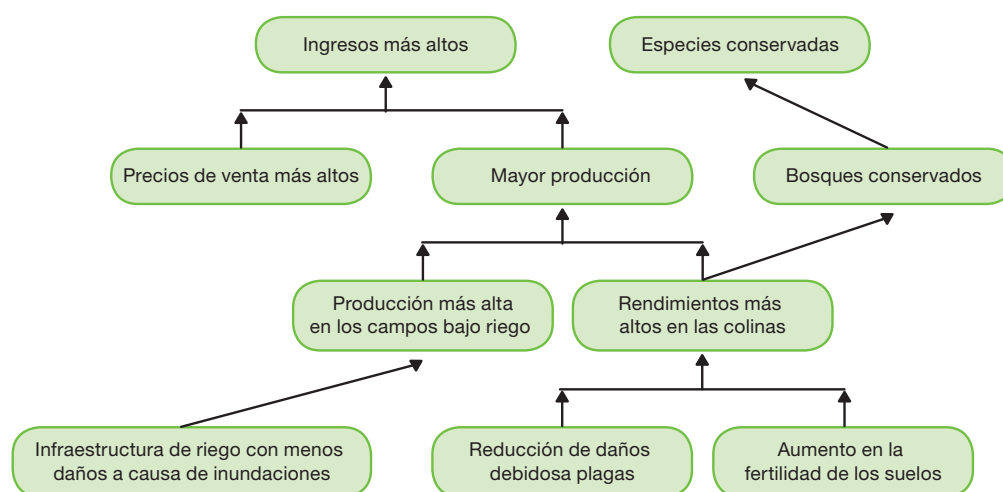 Ingresos más altos
Especies conservadas
Precios de venta más altos
Mayor producción
Bosques conservados
Producción más alta
en los campos bajo riego
Rendimientos más
altos en las colinas
Infraestructura de riego con menos
daños a causa de inundaciones
Reducción de daños
debidosa plagas
Aumento en la
fertilidad de los suelos